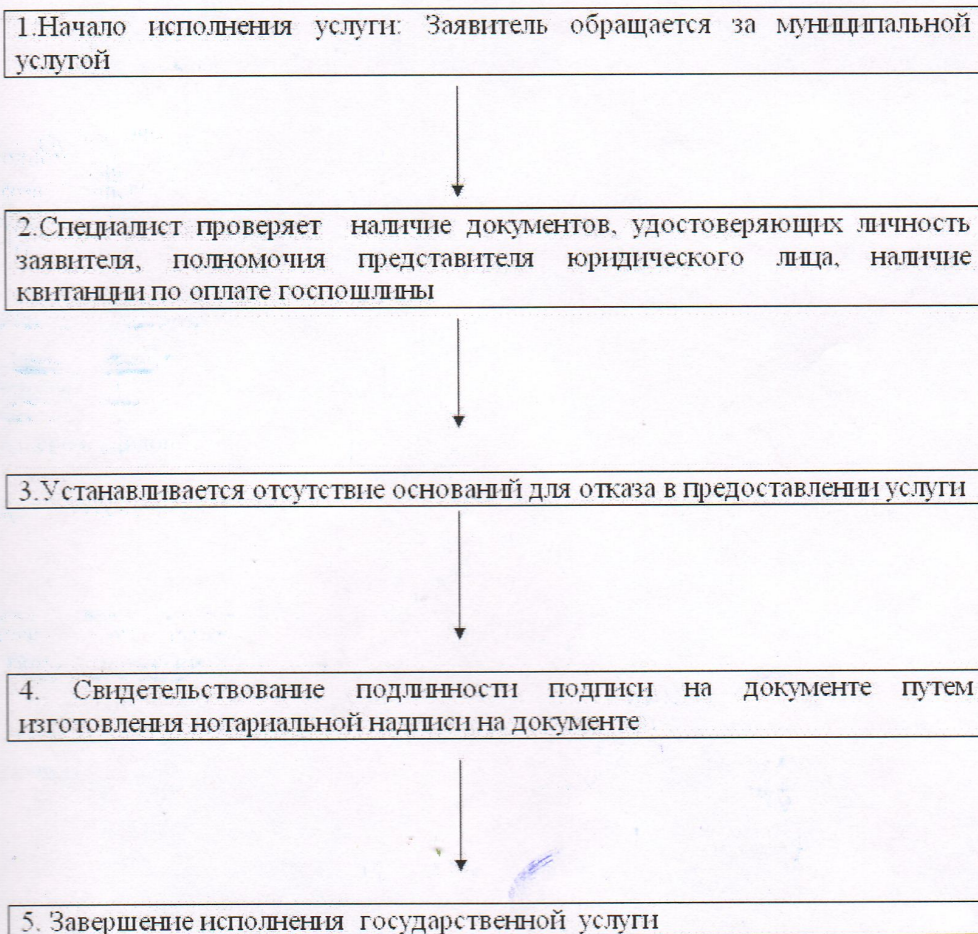 1.Начало исполнения услуги: Заявитель обращается за муниципальной
услугой
2.Специалист проверяет наличие документов, удостоверяющих личность
заявителя, полномочия представителя юридического лица, наличие
квитанции по оплате госпошлины
3.Устанавливается отсутствие оснований для отказа в предоставлении услуги
4. Свидетельствование подлинности подписи на документе путем
изготовления нотариальной надписи на документе
5. Завершение исполнения государственной услуги